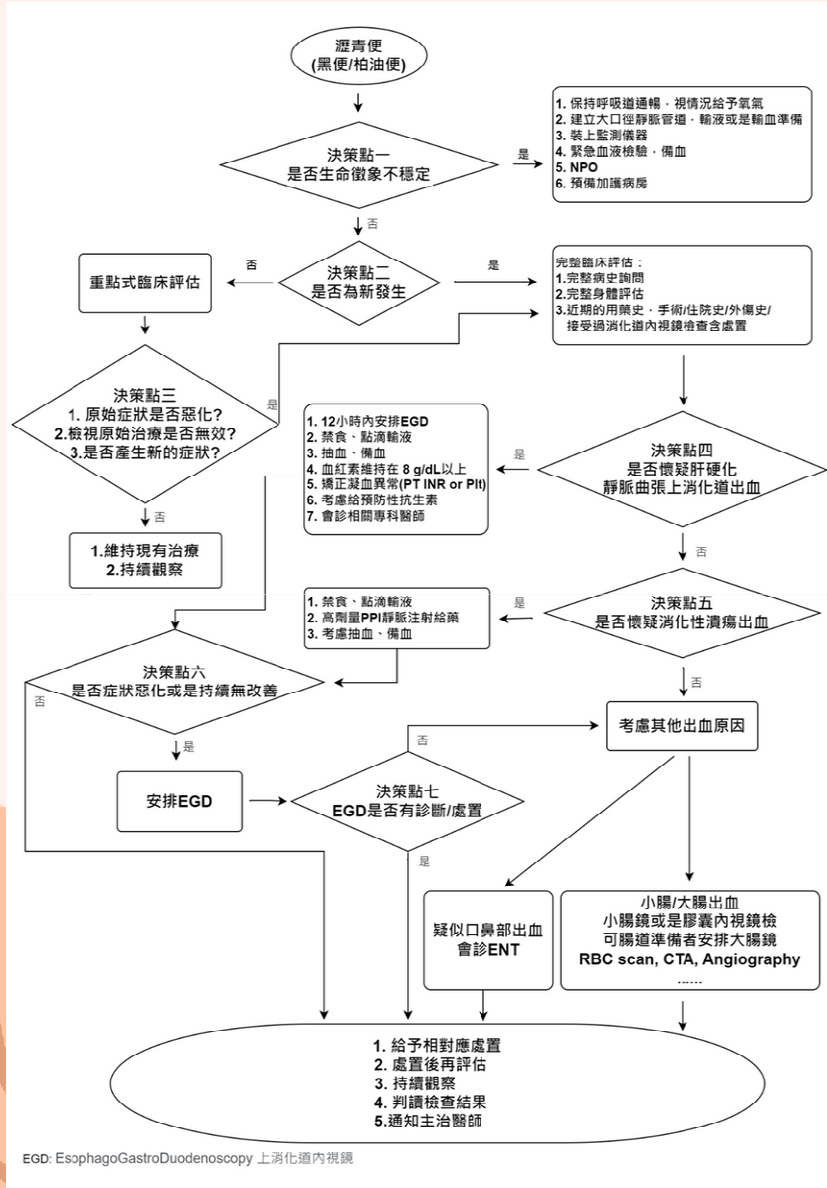 瀝青便
(黑便/柏油便)
決策點一
是否生命徵象不穩定
是
1. 保持呼吸道通暢，視情況給予氧氣
2. 建立大口徑靜脈管道，輸液或是輸血準備
3. 裝上監測儀器
4. 緊急血液檢驗，備血
5. NPO
6. 預備加護病房
否
決策點二
是否為新發生
否
是
重點式臨床評估
完整臨床評估：
1.完整病史詢問
2.完整身體評估
3.近期的用藥史、手術/住院史/外傷史/
接受過消化道內視鏡檢查含處置
決策點三
1. 原始症狀是否惡化?
2.檢視原始治療是否無效?
3.是否產生新的症狀?
是
否
1.維持現有治療
2.持續觀察
決策點四
是否懷疑肝硬化
靜脈曲張上消化道出血
是
1. 12小時內安排EGD
2. 禁食、點滴輸液
3. 抽血、備血
4. 血紅素維持在 8 g/dL以上
5. 矯正凝血異常(PT INR or Plt)
6. 考慮給預防性抗生素
7. 會診相關專科醫師
否
決策點五
是否懷疑消化性潰瘍出血
是
1. 禁食、點滴輸液
2. 高劑量PPI靜脈注射給藥
3. 考慮抽血、備血
否
決策點六
是否症狀惡化或是持續無改善
否
是
安排EGD
決策點七
EGD是否有診斷/處置
否
是
考慮其他出血原因
疑似口鼻部出血
會診ENT
小腸/大腸出血
小腸鏡或是膠囊內視鏡檢
可腸道準備者安排大腸鏡
RBC scan, CTA, Angiography
......
1. 給予相對應處置
2. 處置後再評估
3. 持續觀察
4. 判讀檢查結果
5.通知主治醫師
EGD: EsophagoGastroDuodenoscopy 上消化道內視鏡